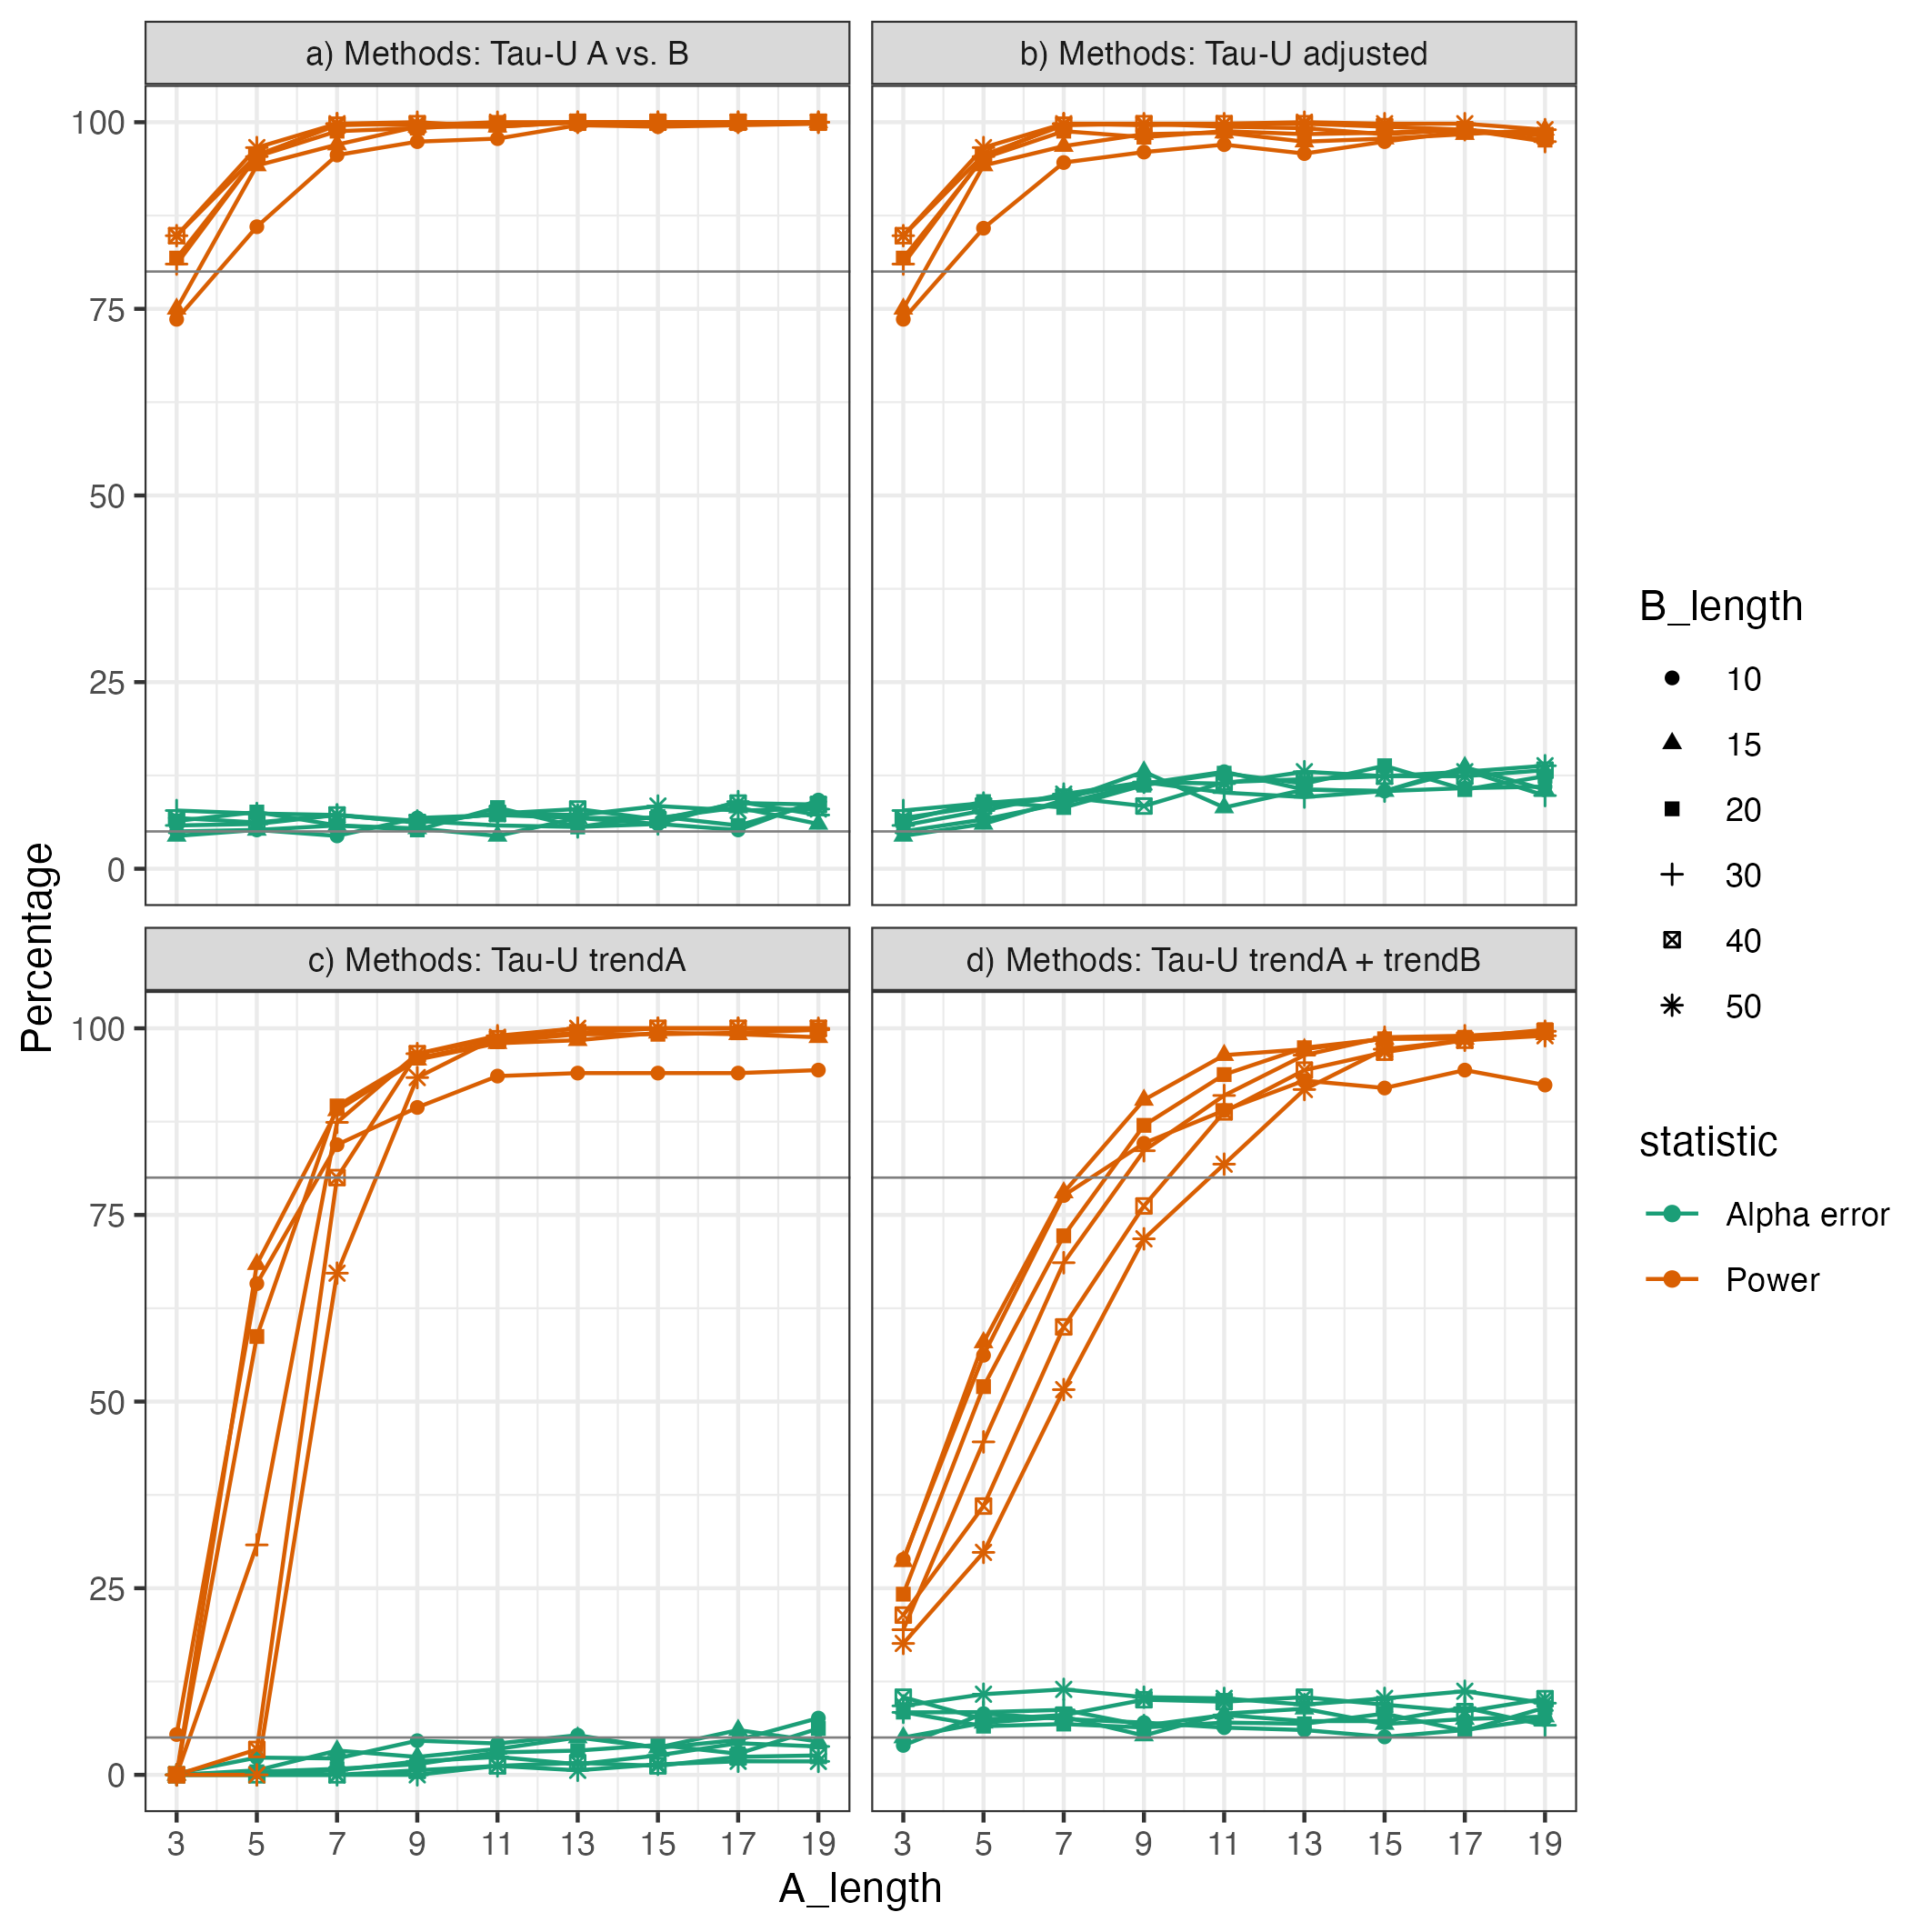 a) Methods: Tau-U A vs. B
b) Methods: Tau-U adjusted
100
75
50
25
0
c) Methods: Tau-U trendA
d) Methods: Tau-U trendA + trendB
100
75
50
25
0
3 5 7 9 11 13 15 17 19
3 5 7 9 11 13 15 17 19
A_length
Percentage
B_length
10
15
20
30
40
50
statistic
Alpha error
Power